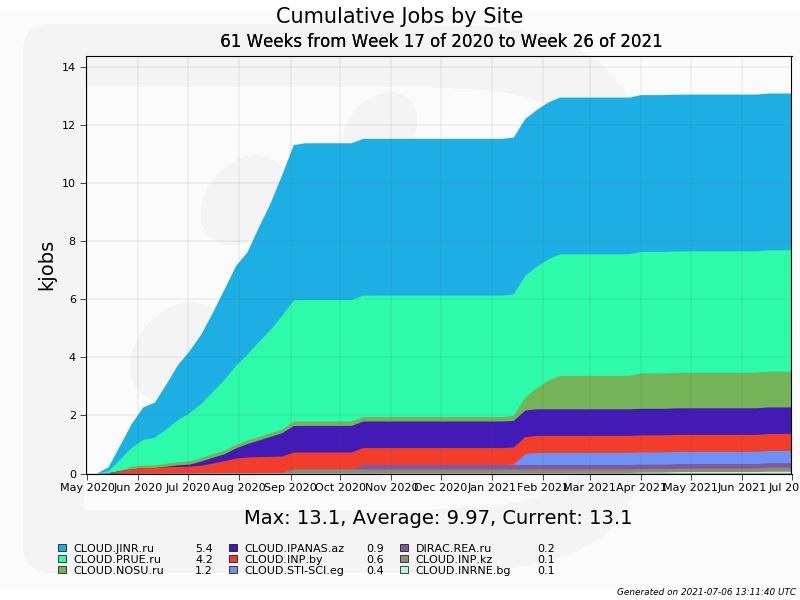 Cumulative Jobs by Site
61 Weeks from Week 17 of 2020 to Week 26 of 2021
kjobs
14
12
10
8
6
4
2
0
May 2020 Jun 2020 Jul 2020 Aug 2020 Sep 2020 Oct 2020 Nov 2020 Dec 2020 Jan 2021 Feb 2021 Mar 2021 Apr 2021 May 2021 Jun 2021 Jul 20
Max: 13.1, Average: 9.97, Current: 13.1
CLOUD.JINR.ru 5.4 CLOUD.IPANAS.az 0.9 DIRAC.REA.ru 0.2
CLOUD.PRUE.ru 4.2 CLOUD.INP.by 0.6 CLOUD.INP.kz 0.1
CLOUD.NOSU.ru 1.2 CLOUD.STI-SCI.eg 0.4 CLOUD.INRNE.bg 0.1
Generated on 2021-07-06 13:11:40 UTC